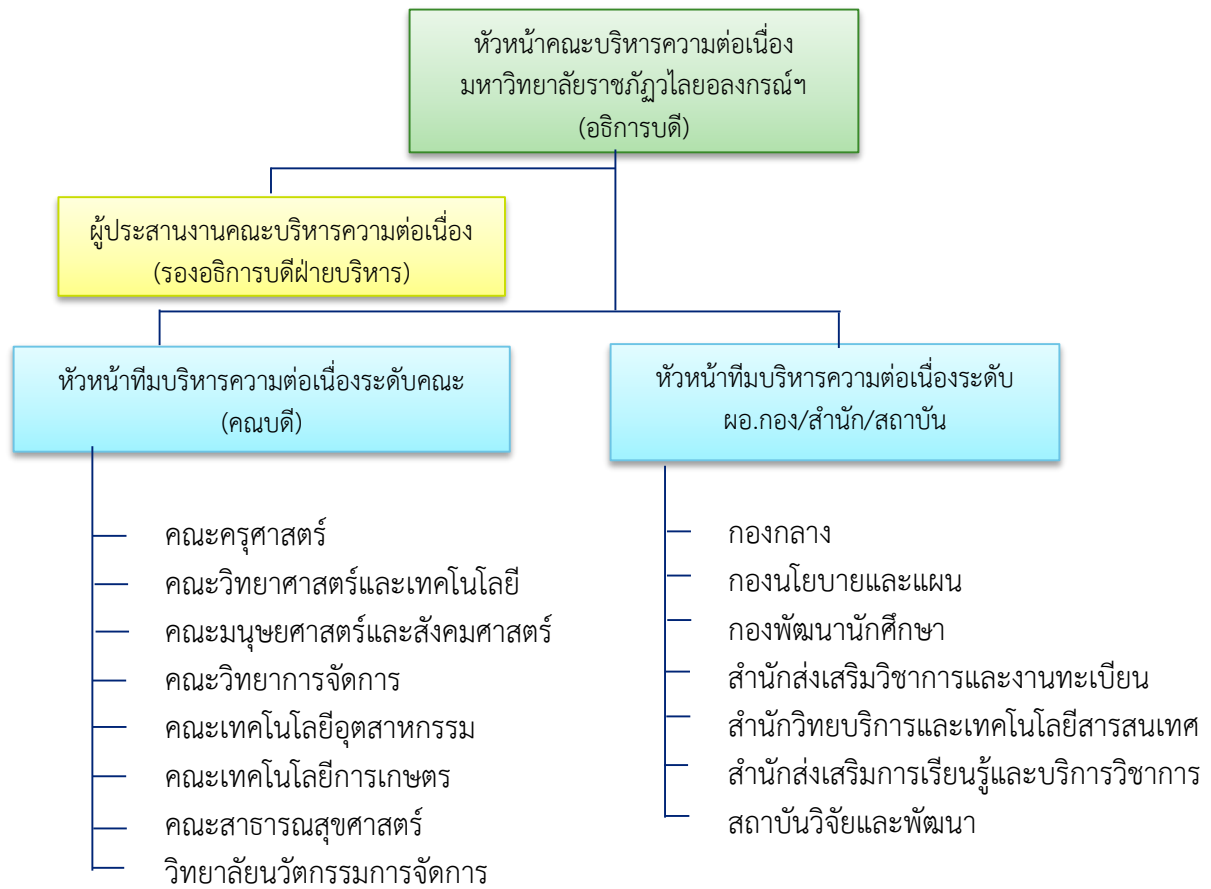 หัวหน้าคณะบริหารความต่อเนื่อง
มหาวิทยาลัยราชภัฏวไลยอลงกรณ์ฯ
(อธิการบดี)
ผู้ประสานงานคณะบริหารความต่อเนื่อง
(รองอธิการบดีฝ่ายบริหาร)
หัวหน้าทีมบริหารความต่อเนื่องระดับคณะ
(คณบดี)
คณะครุศาสตร์
คณะวิทยาศาสตร์และเทคโนโลยี
คณะมนุษยศาสตร์และสังคมศาสตร์
คณะวิทยาการจัดการ
คณะเทคโนโลยีอุตสาหกรรม
คณะเทคโนโลยีการเกษตร
คณะสาธารณสุขศาสตร์
วิทยาลัยนวัตกรรมการจัดการ
หัวหน้าทีมบริหารความต่อเนื่องระดับ
ผอ.กอง/สำนัก/สถาบัน
กองกลาง
กองนโยบายและแผน
กองพัฒนานักศึกษา
สำนักส่งเสริมวิชาการและงานทะเบียน
สำนักวิทยบริการและเทคโนโลยีสารสนเทศ
สำนักส่งเสริมการเรียนรู้และบริการวิชาการ
สถาบันวิจัยและพัฒนา